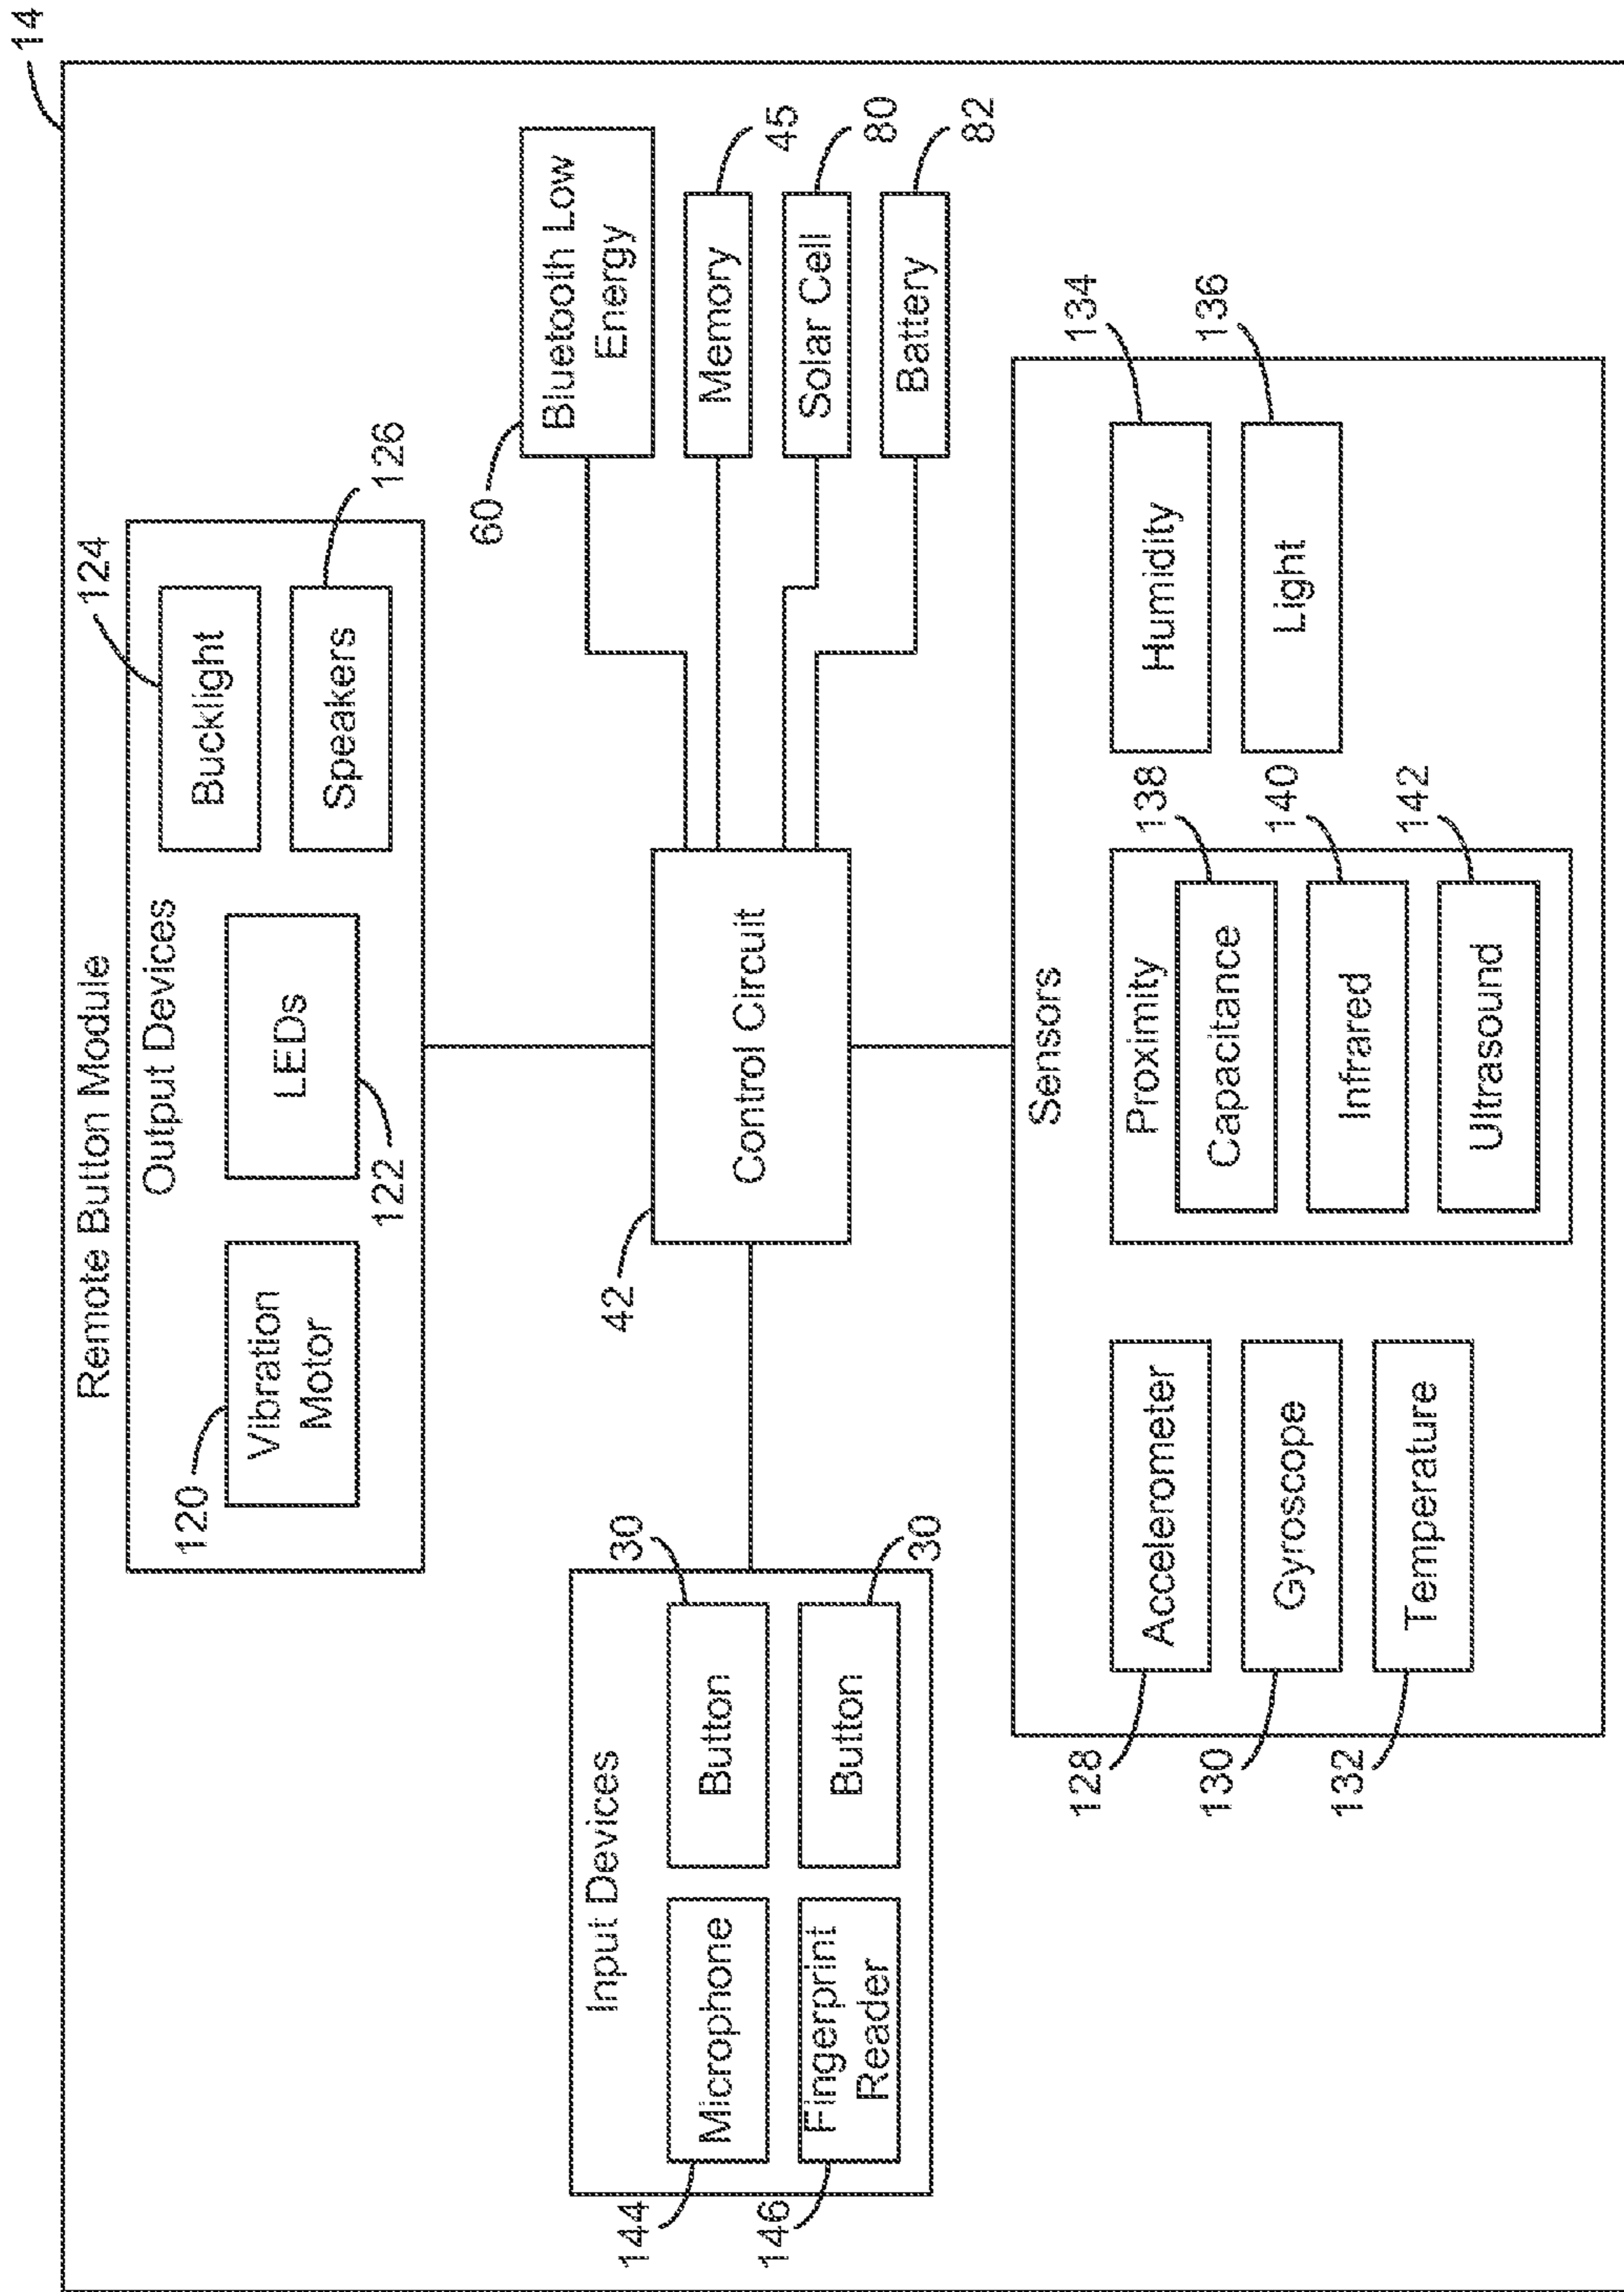 14
Remote Button Module
Output Devices
120
Vibration
Motor
LEDs
122
124
Bucklight
Speakers
126
60
Bluetooth Low
Energy
Memory
45
Solar Cell
80
Battery
82
42
Control Circuit
Input Devices
144
Microphone
Button
30
146
Fingerprint
Reader
Button
30
Sensors
128
Accelerometer
130
Gyroscope
132
Temperature
Proximity
138
Capacitance
140
Infrared
142
Ultrasound
134
Humidity
136
Light